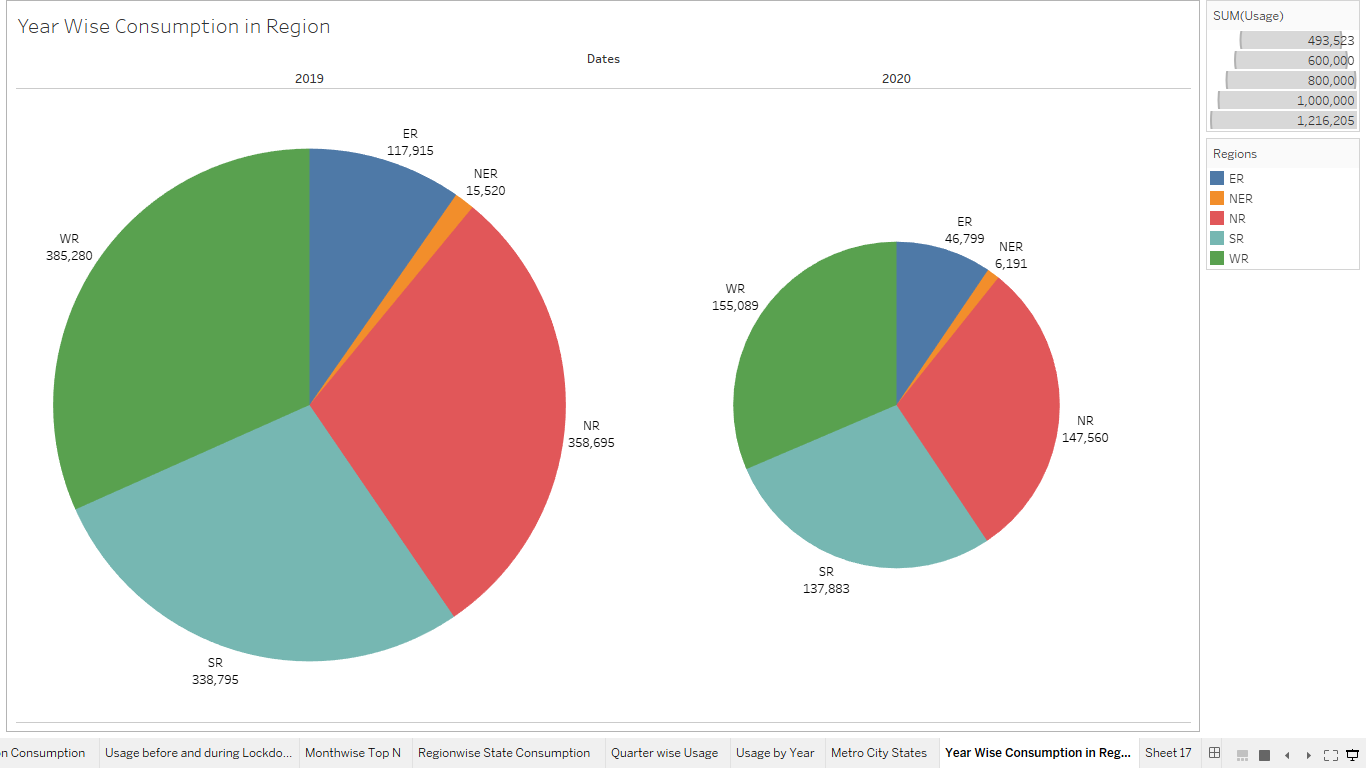 Year Wise Consumption in Region
Dates
2019
2020
ER
117,915
NER
15,520
WR
385,280
NR
358,695
SR
338,795
ER
46,799
NER
6,191
WR
155,089
NR
147,560
SR
137,883
SUM(Usage)
493,523
600,000
800,000
1,000,000
1,216,205
Regions
ER
NER
NR
SR
WR
n Consumption
Usage before and during Lockdo...
Monthwise Top N
Regionwise State Consumption
Quarter wise Usage
Usage by Year
Metro City States
Year Wise Consumption in Reg...
Sheet 17